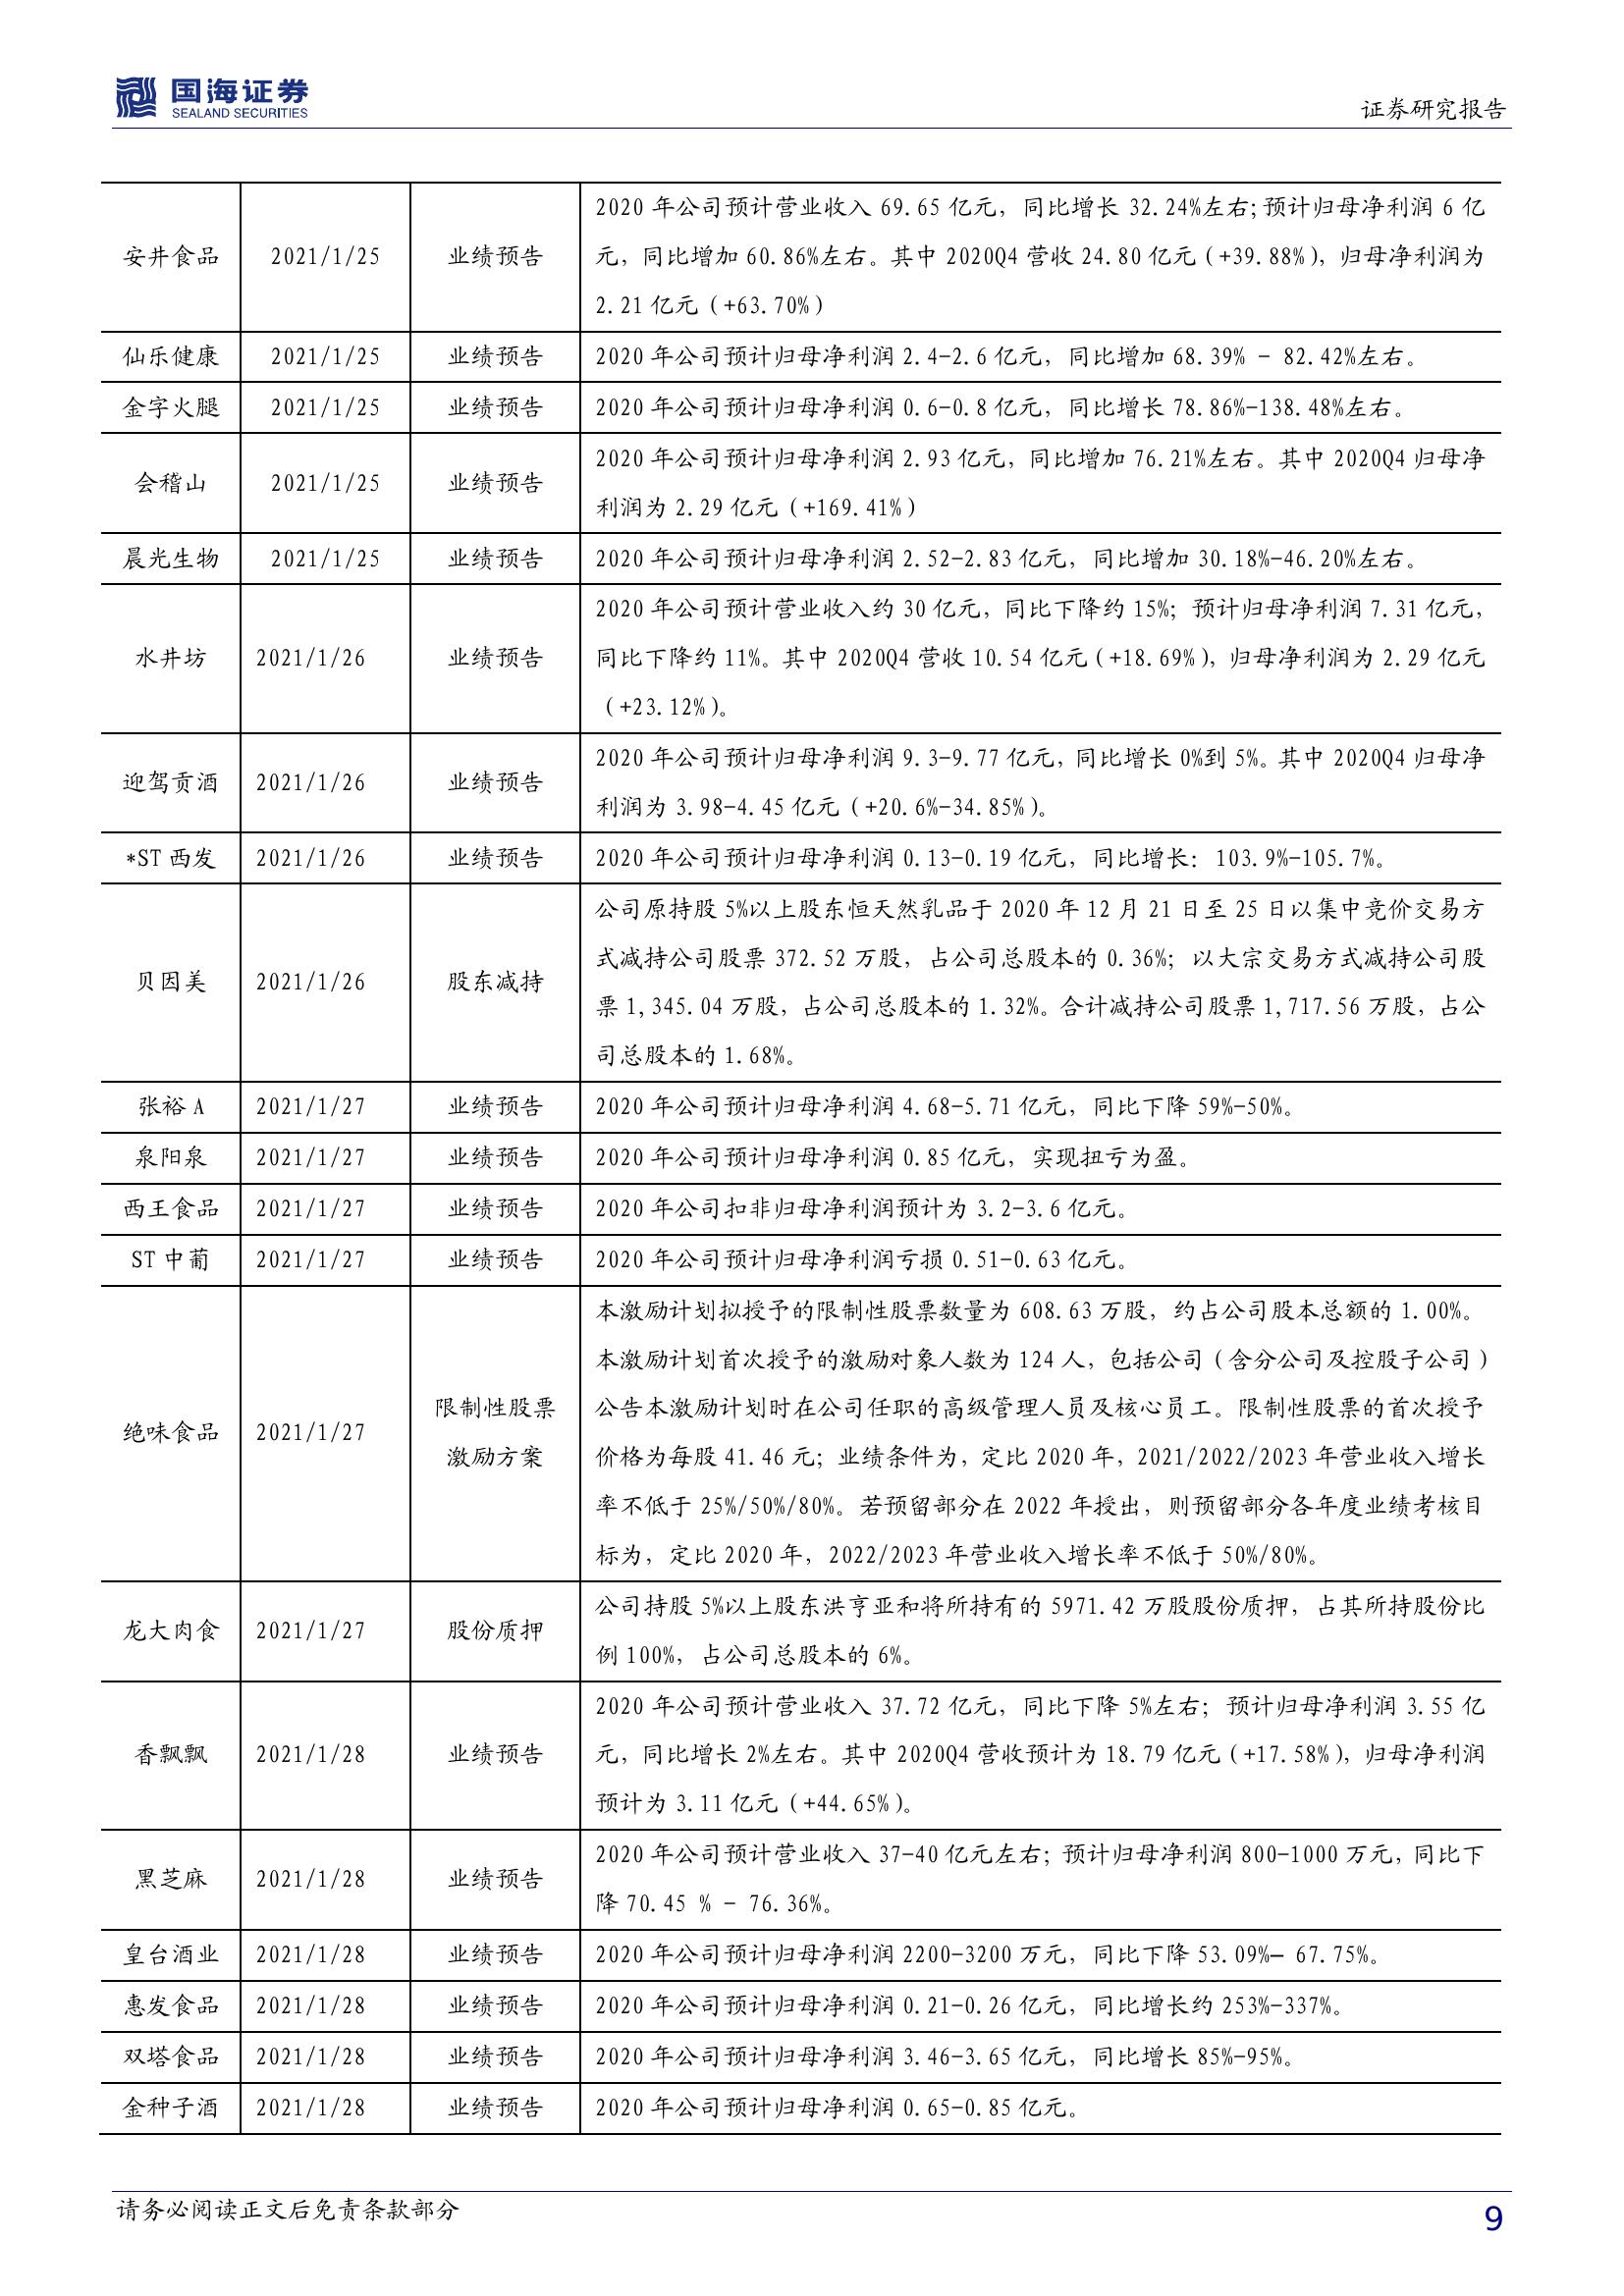 国海证券
SEALAND SECURITIES
证券研究报告
安井食品 2021/1/25 业绩预告
2020 年公司预计营业收入 69.65 亿元，同比增长 32.24%左右；预计归母净利润 6 亿
元，同比增加 60.86%左右。其中 2020Q4 营收 24.80 亿元（+39.88%），归母净利润为
2.21 亿元（+63.70%）
仙乐健康 2021/1/25 业绩预告 2020 年公司预计归母净利润 2.4-2.6 亿元，同比增加 68.39% - 82.42%左右。
金字火腿 2021/1/25 业绩预告 2020 年公司预计归母净利润 0.6-0.8 亿元，同比增长 78.86%-138.48%左右。
会稽山 2021/1/25 业绩预告
2020 年公司预计归母净利润 2.93 亿元，同比增加 76.21%左右。其中 2020Q4 归母净
利润为 2.29 亿元（+169.41%）
晨光生物 2021/1/25 业绩预告 2020 年公司预计归母净利润 2.52-2.83 亿元，同比增加 30.18%-46.20%左右。
水井坊 2021/1/26 业绩预告
2020 年公司预计营业收入约 30 亿元，同比下降约 15%；预计归母净利润 7.31 亿元，
同比下降约 11%。其中 2020Q4 营收 10.54 亿元（+18.69%），归母净利润为 2.29 亿元
（+23.12%）。
迎驾贡酒 2021/1/26 业绩预告
2020 年公司预计归母净利润 9.3-9.77 亿元，同比增长 0%到 5%。其中 2020Q4 归母净
利润为 3.98-4.45 亿元（+20.6%-34.85%）。
*ST 西发 2021/1/26 业绩预告 2020 年公司预计归母净利润 0.13-0.19 亿元，同比增长：103.9%-105.7%。
贝因美 2021/1/26 股东减持
公司原持股 5%以上股东恒天然乳品于 2020 年 12 月 21 日至 25 日以集中竞价交易方
式减持公司股票 372.52 万股，占公司总股本的 0.36%；以大宗交易方式减持公司股
票 1,345.04 万股，占公司总股本的 1.32%。合计减持公司股票 1,717.56 万股，占公
司总股本的 1.68%。
张裕 A 2021/1/27 业绩预告 2020 年公司预计归母净利润 4.68-5.71 亿元，同比下降 59%-50%。
泉阳泉 2021/1/27 业绩预告 2020 年公司预计归母净利润 0.85 亿元，实现扭亏为盈。
西王食品 2021/1/27 业绩预告 2020 年公司扣非归母净利润预计为 3.2-3.6 亿元。
ST 中葡 2021/1/27 业绩预告 2020 年公司预计归母净利润亏损 0.51-0.63 亿元。
绝味食品 2021/1/27 限制性股票
激励方案
本激励计划拟授予的限制性股票数量为 608.63 万股，约占公司股本总额的 1.00%。
本激励计划首次授予的激励对象人数为 124 人，包括公司（含分公司及控股子公司）
公告本激励计划时在公司任职的高级管理人员及核心员工。限制性股票的首次授予
价格为每股 41.46 元；业绩条件为，定比 2020 年，2021/2022/2023 年营业收入增长
率不低于 25%/50%/80%。若预留部分在 2022 年授出，则预留部分各年度业绩考核目
标为，定比 2020 年，2022/2023 年营业收入增长率不低于 50%/80%。
龙大肉食 2021/1/27 股份质押
公司持股 5%以上股东洪亨亚和将所持有的 5971.42 万股股份质押，占其所持股份比
例 100%，占公司总股本的 6%。
香飘飘 2021/1/28 业绩预告
2020 年公司预计营业收入 37.72 亿元，同比下降 5%左右；预计归母净利润 3.55 亿
元，同比增长 2%左右。其中 2020Q4 营收预计为 18.79 亿元（+17.58%），归母净利润
预计为 3.11 亿元（+44.65%）。
黑芝麻 2021/1/28 业绩预告
2020 年公司预计营业收入 37-40 亿元左右；预计归母净利润 800-1000 万元，同比下
降 70.45 % - 76.36%。
皇台酒业 2021/1/28 业绩预告 2020 年公司预计归母净利润 2200-3200 万元，同比下降 53.09%— 67.75%。
惠发食品 2021/1/28 业绩预告 2020 年公司预计归母净利润 0.21-0.26 亿元，同比增长约 253%-337%。
双塔食品 2021/1/28 业绩预告 2020 年公司预计归母净利润 3.46-3.65 亿元，同比增长 85%-95%。
金种子酒 2021/1/28 业绩预告 2020 年公司预计归母净利润 0.65-0.85 亿元。
请务必阅读正文后免责条款部分
9